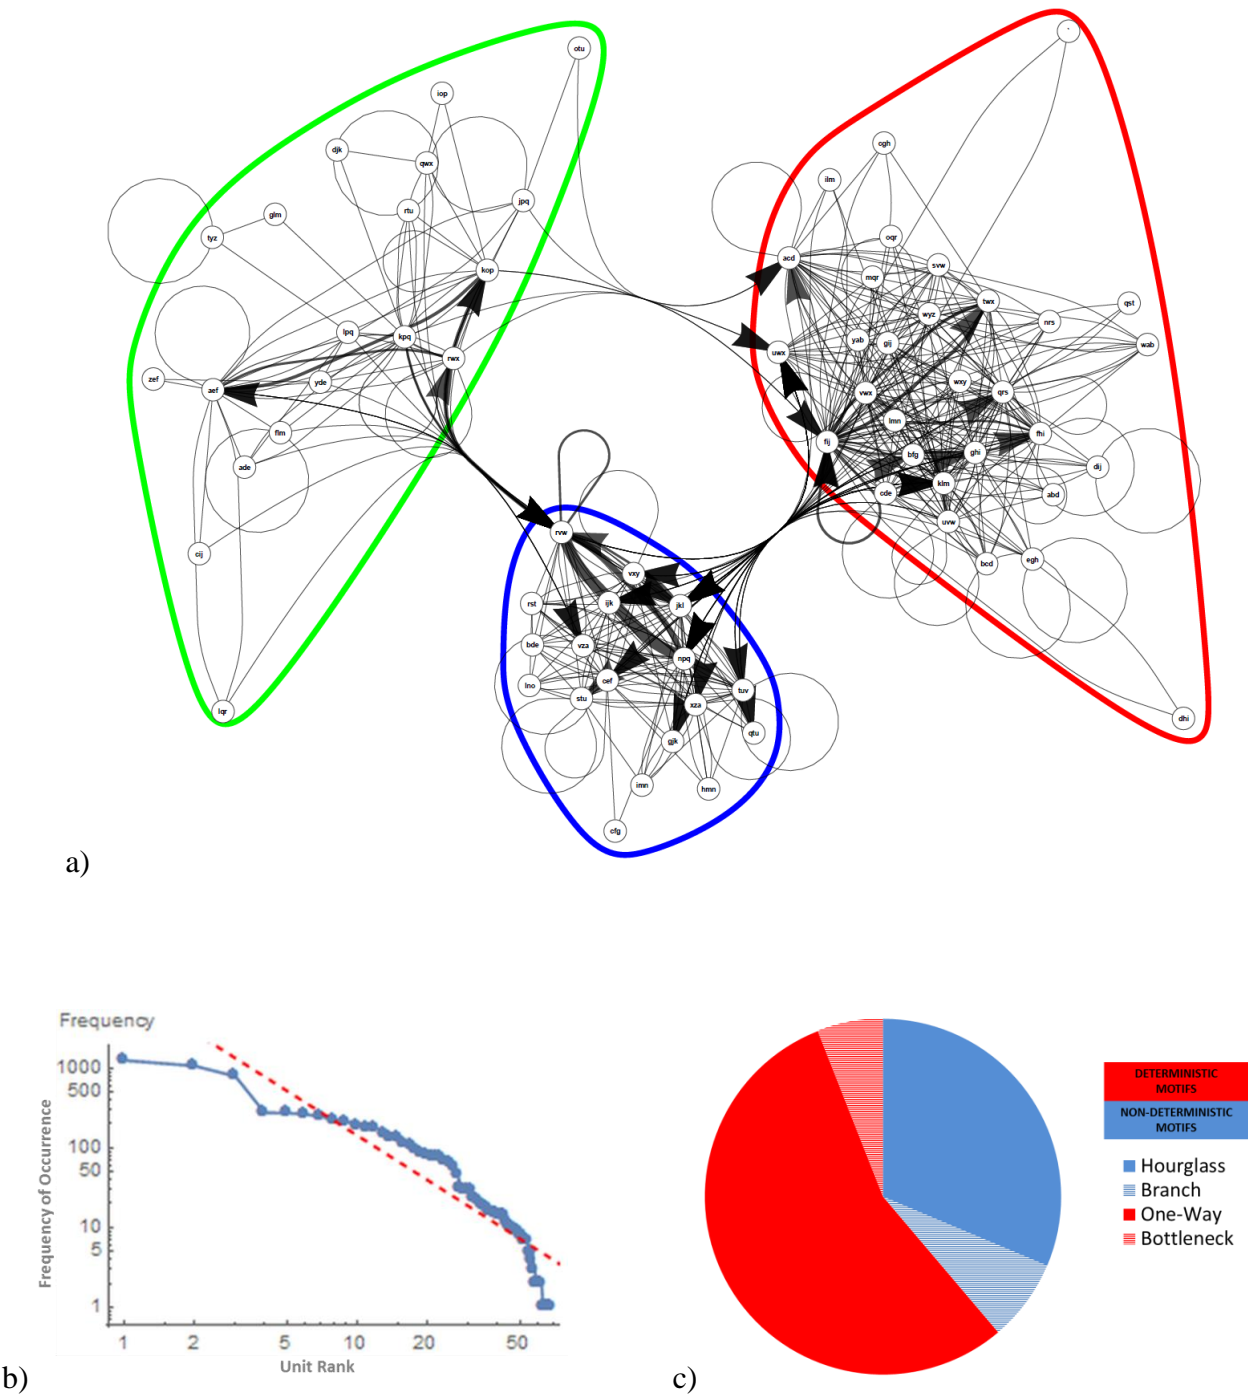 otu
iop
djk
qwx
jpq
rtu
glm
tyz
kop
lpq
kpq
rwx
zef
aef
yde
flm
ade
cij
lqr
cgh
ilm
oqr
acd
svw
mqr
twx
qst
wyz
nrs
yab
gij
wab
uwx
wxy
vwx
qrs
lmn
fij
fhi
bfg
ghi
dij
klm
cde
abd
uvw
bcd
egh
dhi
rvw
vxy
rst
ijk
jkl
bde
vza
npq
lno
cef
tuv
stu
xza
qtu
gjk
imn
hmn
cfg
a)
Frequency
Frequency of Occurrence
1000
500
100
50
10
5
1
1 2 5 10 20 50
Unit Rank
b)
DETERMINISTIC
MOTIFS
NON-DETERMINISTIC
MOTIFS
Hourglass
Branch
One-Way
Bottleneck
c)